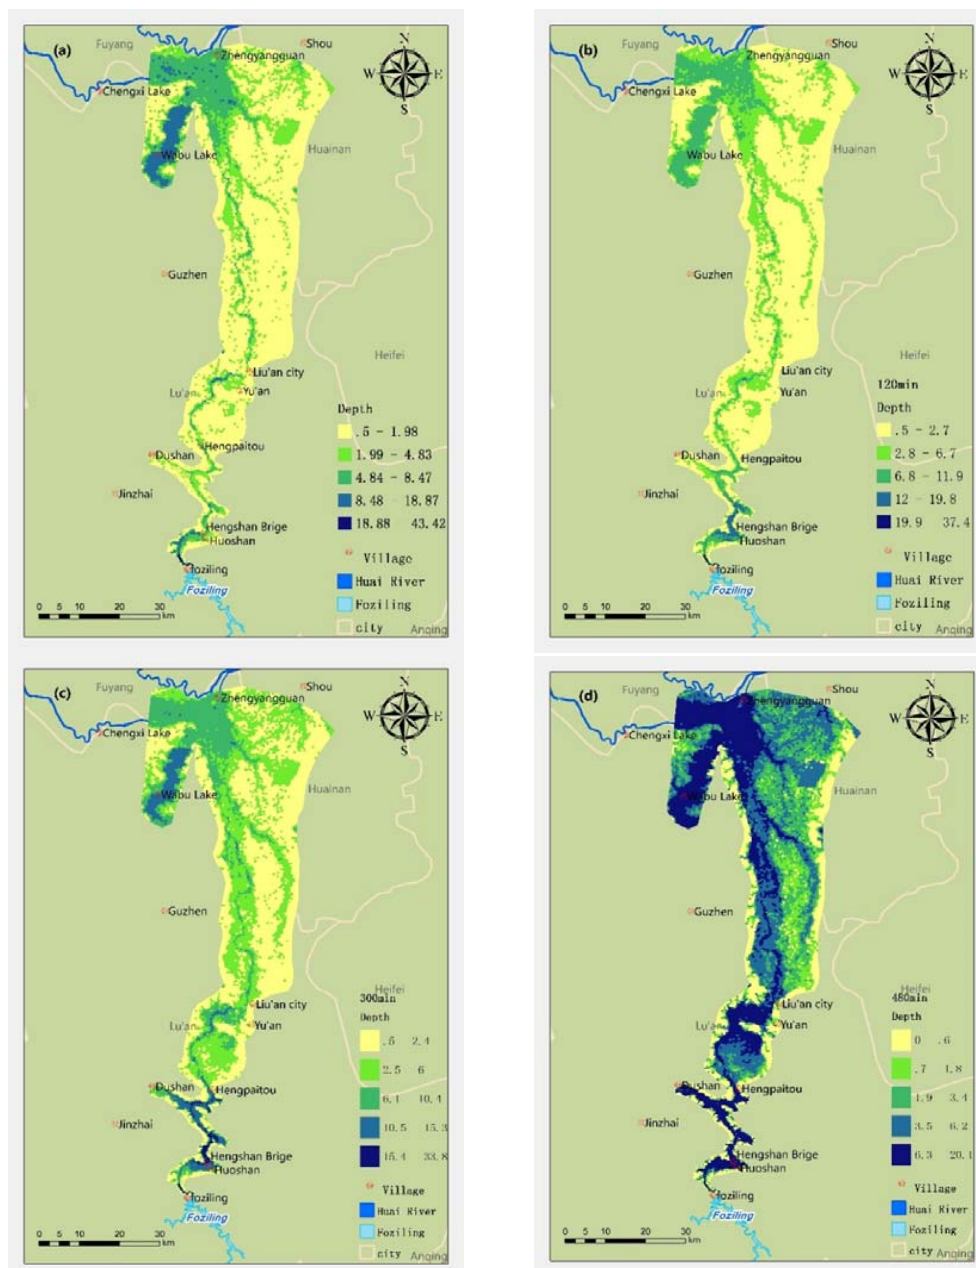 (a)
Fuyang
Shou
Zhengyangguan
N
W E
S
Chengxi Lake
Huainan
Wabu Lake
Guzhen
Heifei
Liu'an city
Lu'an
Yu'an
Depth
.5 - 1.98
1.99 - 4.83
4.84 - 8.47
8.48 - 18.87
18.88 43.42
Hengpaitou
Dushan
Jinzhai
Hengshan Brige
Huoshan
Village
Foziling
Huai River
Foziling
Foziling
city
0 5 10 20 30
km
Anqing
(b)
Fuyang
Shou
Zhengyangguan
N
W E
S
Chengxi Lake
Huainan
Wabu Lake
Guzhen
Heifei
Liu'an city
Lu'an
Yu'an
120min
Depth
.5 - 2.7
2.8 - 6.7
6.8 - 11.9
12 - 19.8
19.9 37.4
Hengpaitou
Dushan
Jinzhai
Hengshan Brige
Huoshan
Village
Foziling
Huai River
Foziling
Foziling
city
0 5 10 20 30
km
Anqing
(c)
Fuyang
Shou
Zhengyangguan
N
W E
S
Chengxi Lake
Huainan
Wabu Lake
Guzhen
Heifei
Liu'an city
Lu'an
Yu'an
300min
Depth
.5 2.4
2.5 6
6.1 10.4
10.5 15.3
15.4 33.8
Dushan
Hengpaitou
Jinzhai
Hengshan Brige
Huoshan
Village
Foziling
Huai River
Foziling
Foziling
city
0 5 10 20 30
km
Anqing
(d)
Fuyang
Shou
Zhengyangguan
N
W E
S
Chengxi Lake
Huainan
Wabu Lake
Guzhen
Heifei
Liu'an city
Lu'an
Yu'an
480min
Depth
0 .6
.7 1.8
1.9 3.4
3.5 6.2
6.3 20.1
Dushan
Hengpaitou
Jinzhai
Hengshan Brige
Huoshan
Village
Foziling
Huai River
Foziling
Foziling
city
0 5 10 20 30
km
Anqing